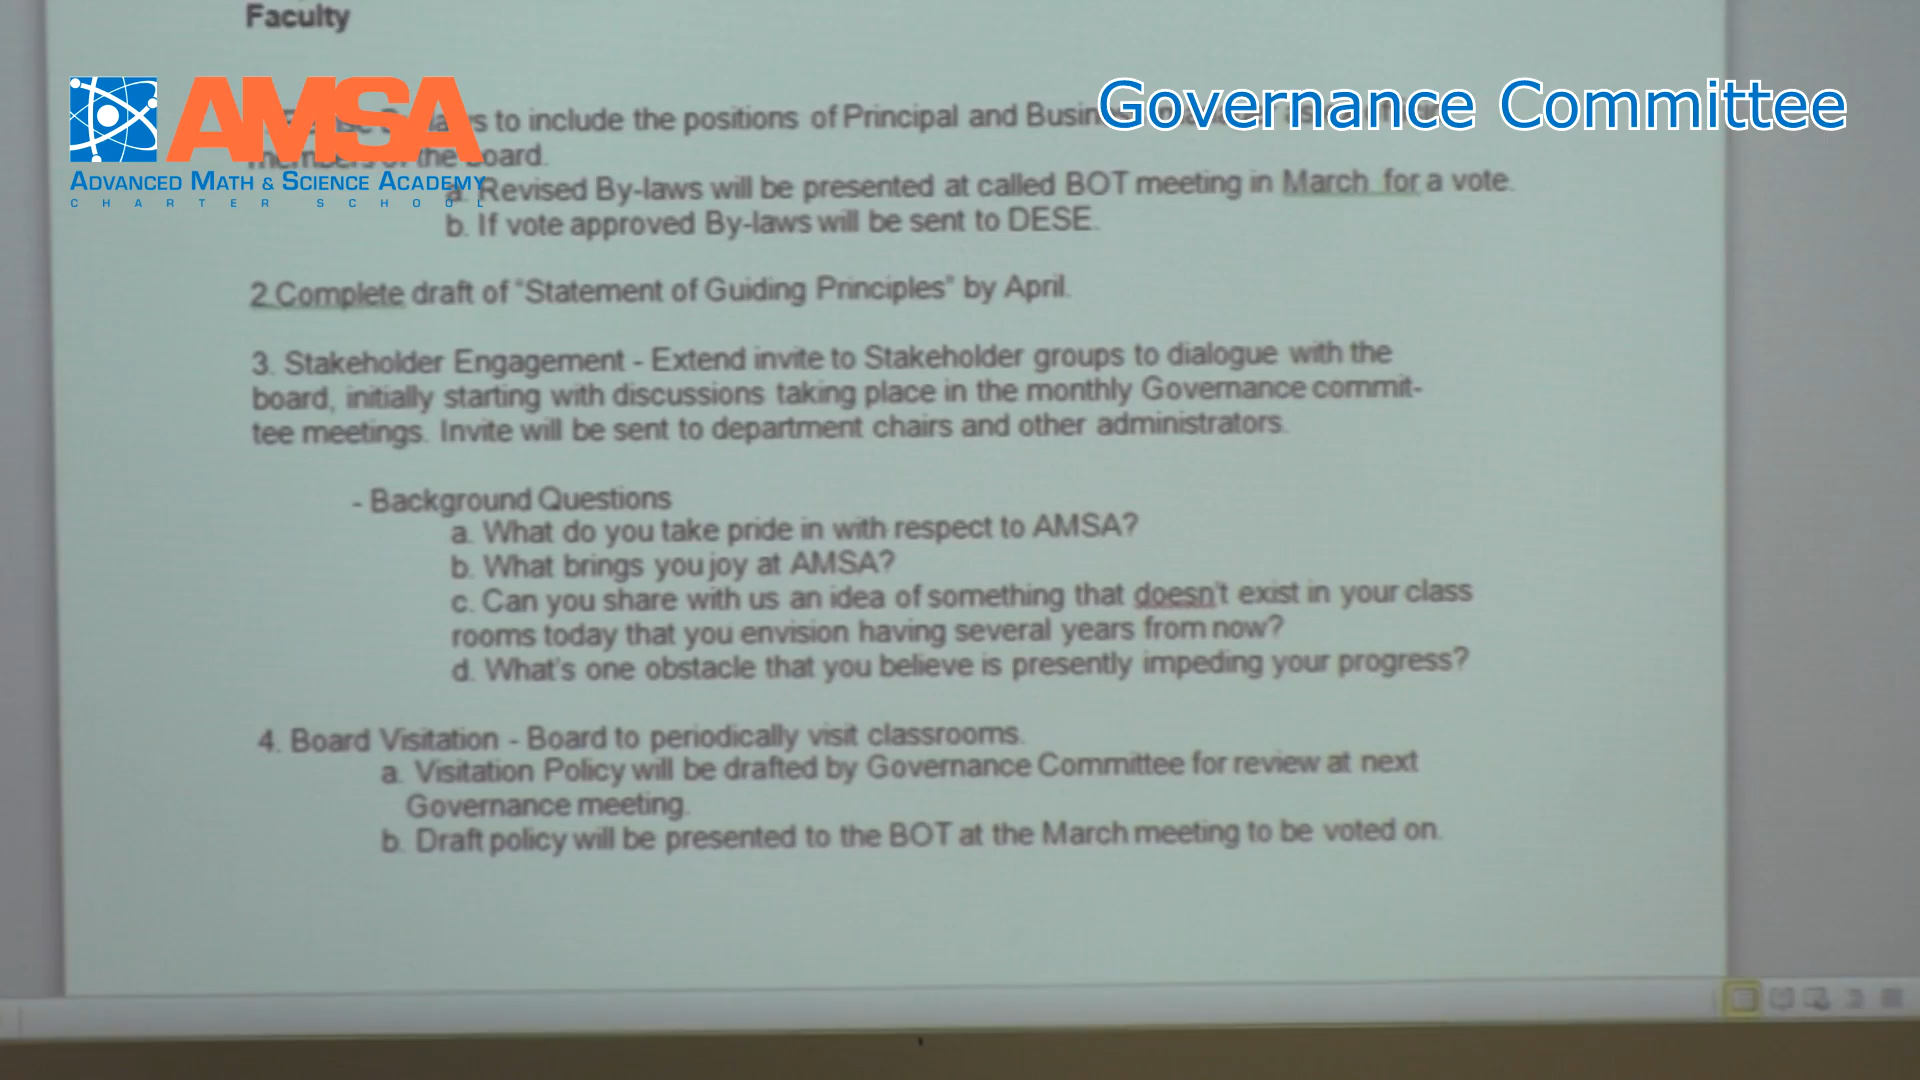 Faculty
AMSA
Governance Committee
to include the positions of Principal and
the board.
ADVANCED MATH & SCIENCE ACADEMY
CHARTER SCHOOL
a. Revised By-laws will be presented at called BOT meeting in March for a vote.
b. If vote approved By-laws will be sent to DESE.
2.Complete draft of “Statement of Guiding Principles” by April.
3. Stakeholder Engagement - Extend invite to Stakeholder groups to dialogue with the
board, initially starting with discussions taking place in the monthly Governance commit-
tee meetings. Invite will be sent to department chairs and other administrators.
- Background Questions
a. What do you take pride in with respect to AMSA?
b. What brings you joy at AMSA?
c. Can you share with us an idea of something that doesn't exist in your class
rooms today that you envision having several years from now?
d. What's one obstacle that you believe is presently impeding your progress?
4. Board Visitation - Board to periodically visit classrooms.
a. Visitation Policy will be drafted by Governance Committee for review at next
Governance meeting.
b. Draft policy will be presented to the BOT at the March meeting to be voted on.